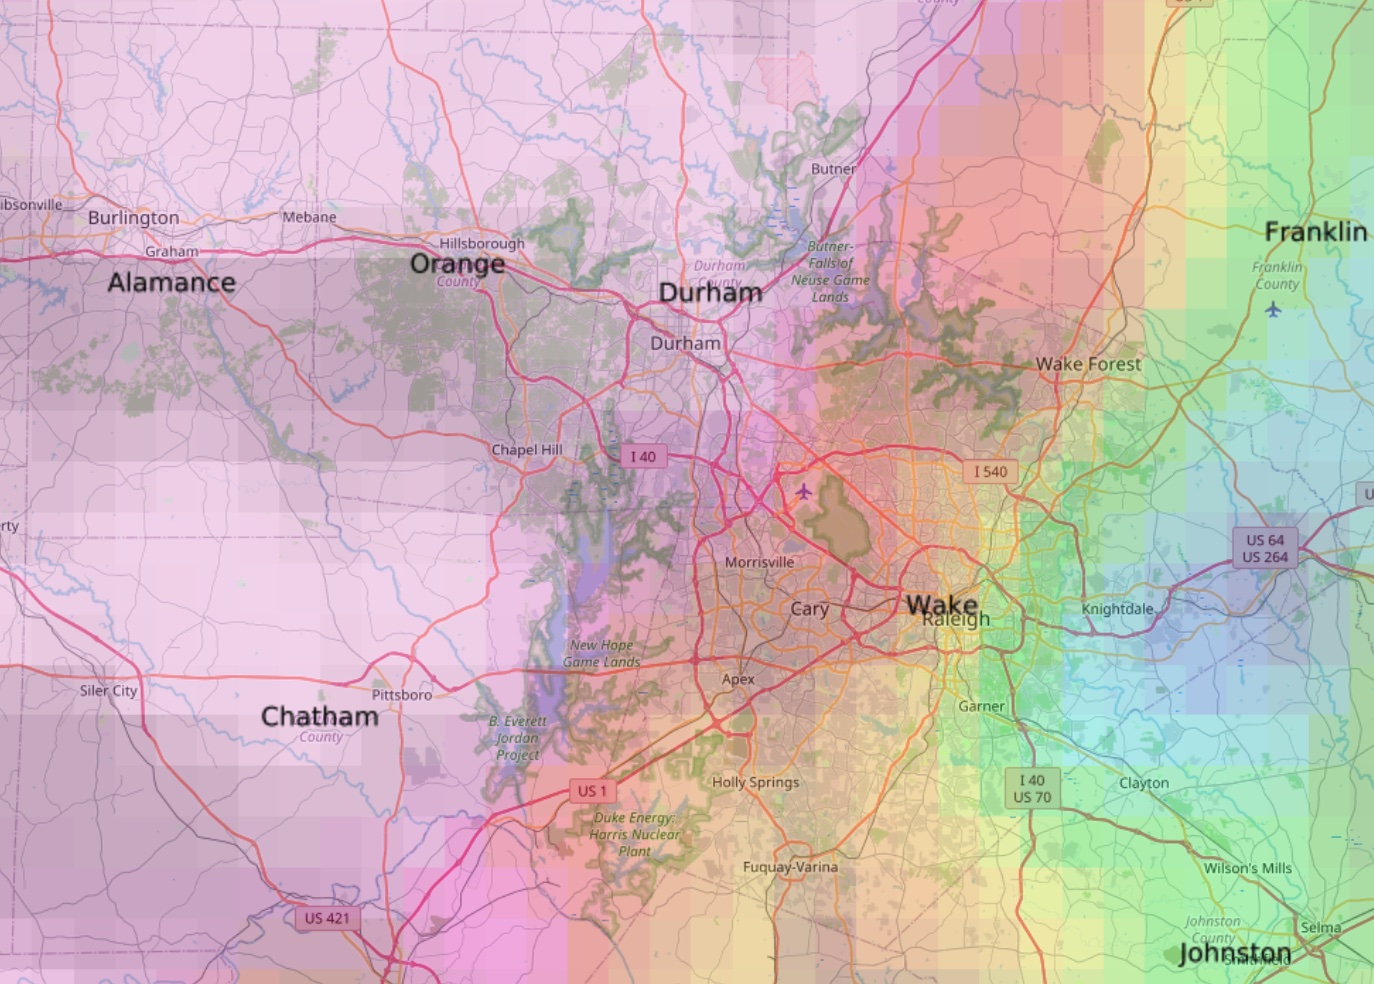 County
Butner
ibsonville
Burlington
Mebane
Graham
Hillsborough
Orange
County
Alamance
Durham
County
Durham
Durham
Butner-
Falls of
Neuse Game
Lands
Franklin
Franklin
County
Wake Forest
Chapel Hill
I 40
I 540
U
rty
US 64
US 264
Morrisville
Cary
Wake
Raleigh
Knightdale
New Hope
Game Lands
Apex
Siler City
Pittsboro
Chatham
County
Garner
B. Everett
Jordan
Project
US 1
Holly Springs
I 40
US 70
Clayton
Duke Energy:
Harris Nuclear
Plant
Fuquay-Varina
Wilson's Mills
US 421
Johnston
County
Selma
Johnston
Smithfield